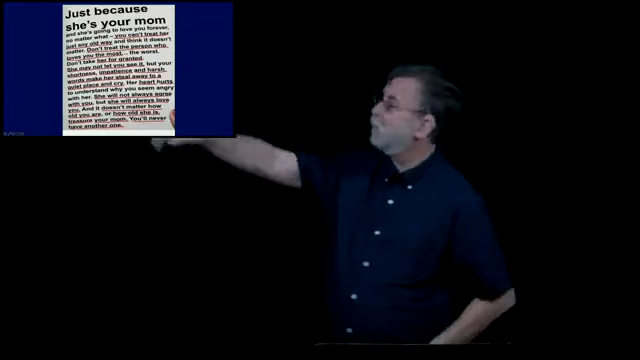 Just because
she's your mom
and she's going to love you forever,
no matter what – you can't treat her
just any old way and think it doesn't
matter. Don't treat the person who
loves you the most... the worst.
Don't take her for granted.
She may not let you see it, but your
shortness, impatience and harsh
words make her steal away to a
quiet place and cry. Her heart hurts
to understand why you seem angry
with her. She will not always agree
with you, but she will always love
you. And it doesn't matter how
old you are, or how old she is,
treasure your mom. You'll never
have another one.